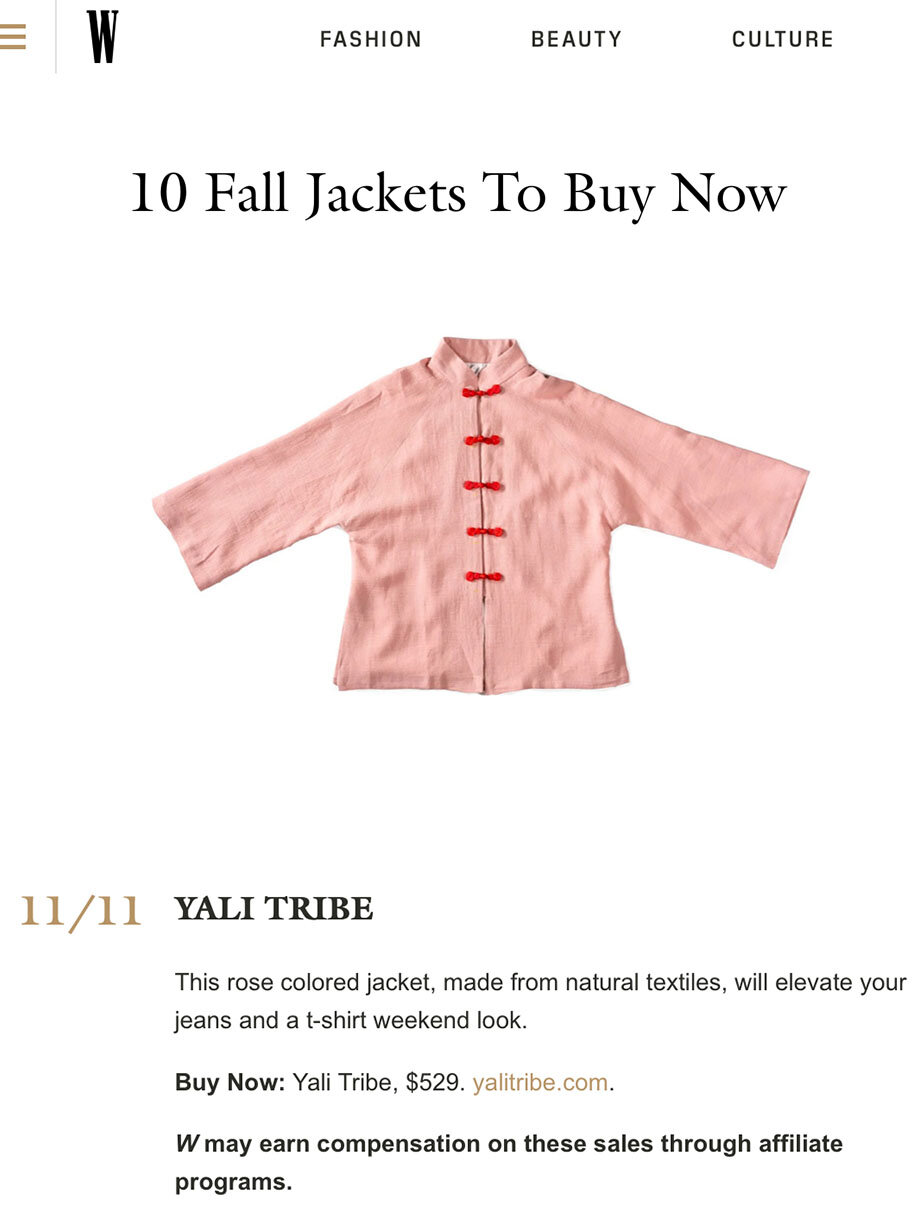 W
FASHION
BEAUTY
CULTURE
10 Fall Jackets To Buy Now
11/11
YALI TRIBE
This rose colored jacket, made from natural textiles, will elevate your
jeans and a t-shirt weekend look.
Buy Now: Yali Tribe, $529. yalitribe.com.
W may earn compensation on these sales through affiliate
programs.